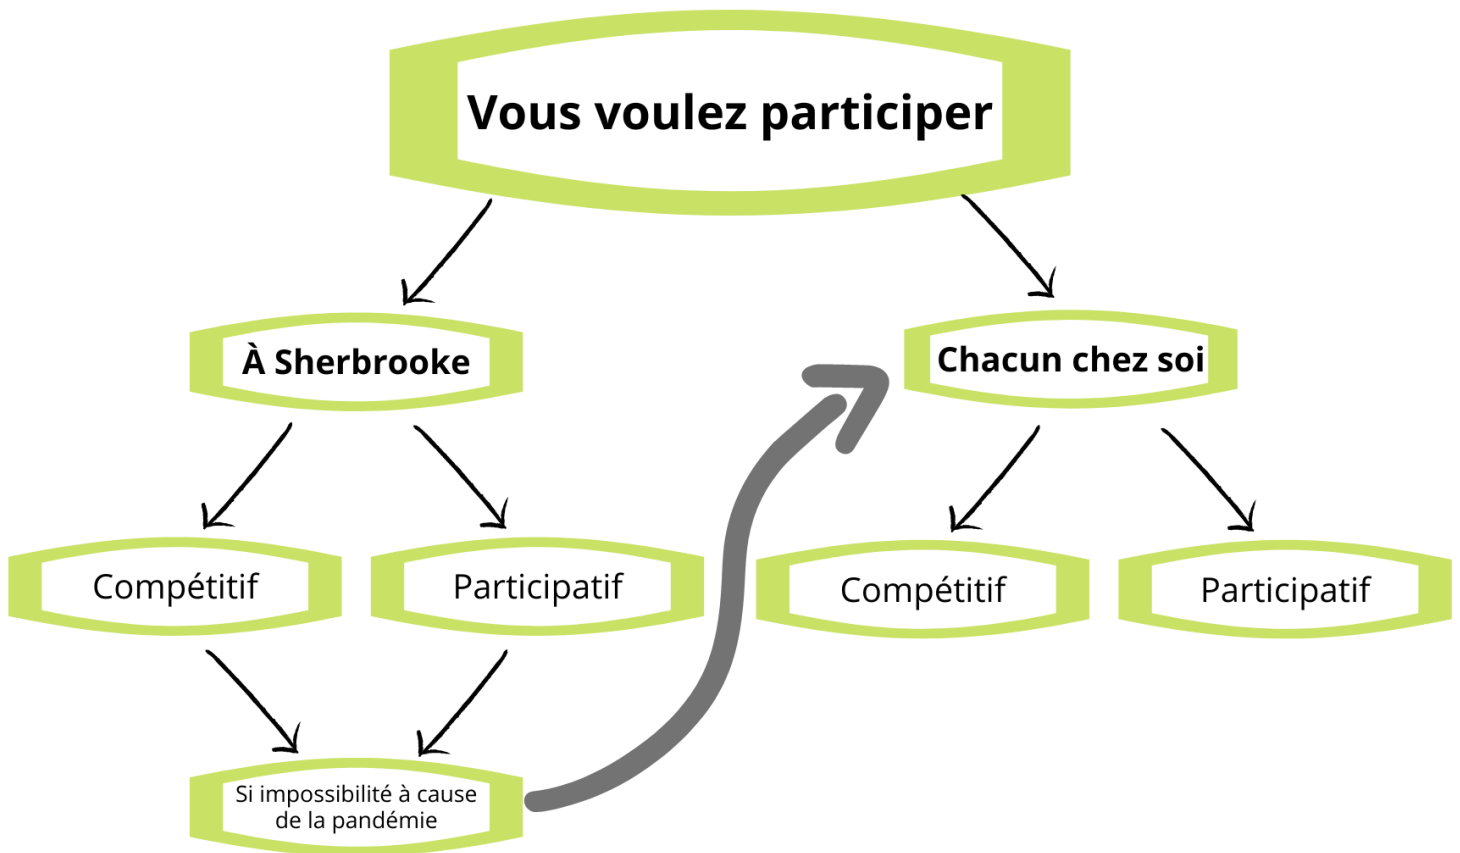 Vous voulez participer
À Sherbrooke
Chacun chez soi
Compétitif
Participatif
Compétitif
Participatif
Si impossibilité à cause
de la pandémie